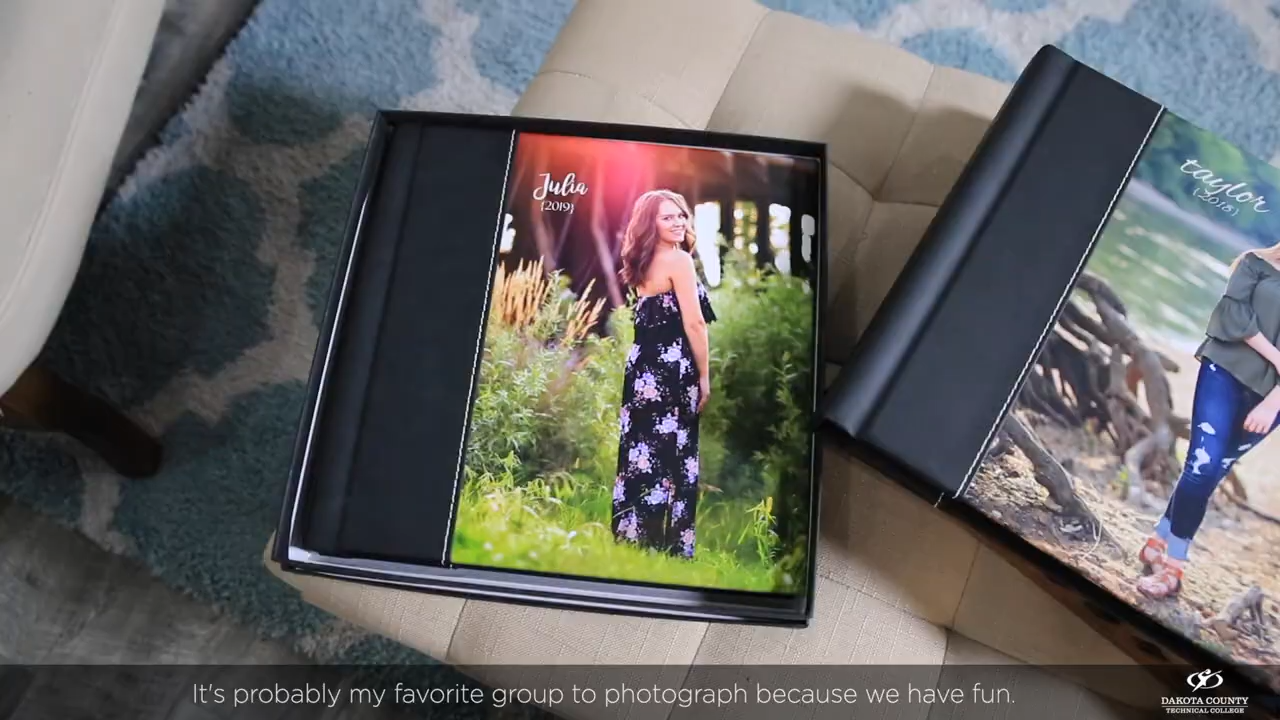 Julia
{2019}
taylor
{2018}
It's probably my favorite group to photograph because we have fun.
DAKOTA COUNTY
TECHNICAL COLLEGE